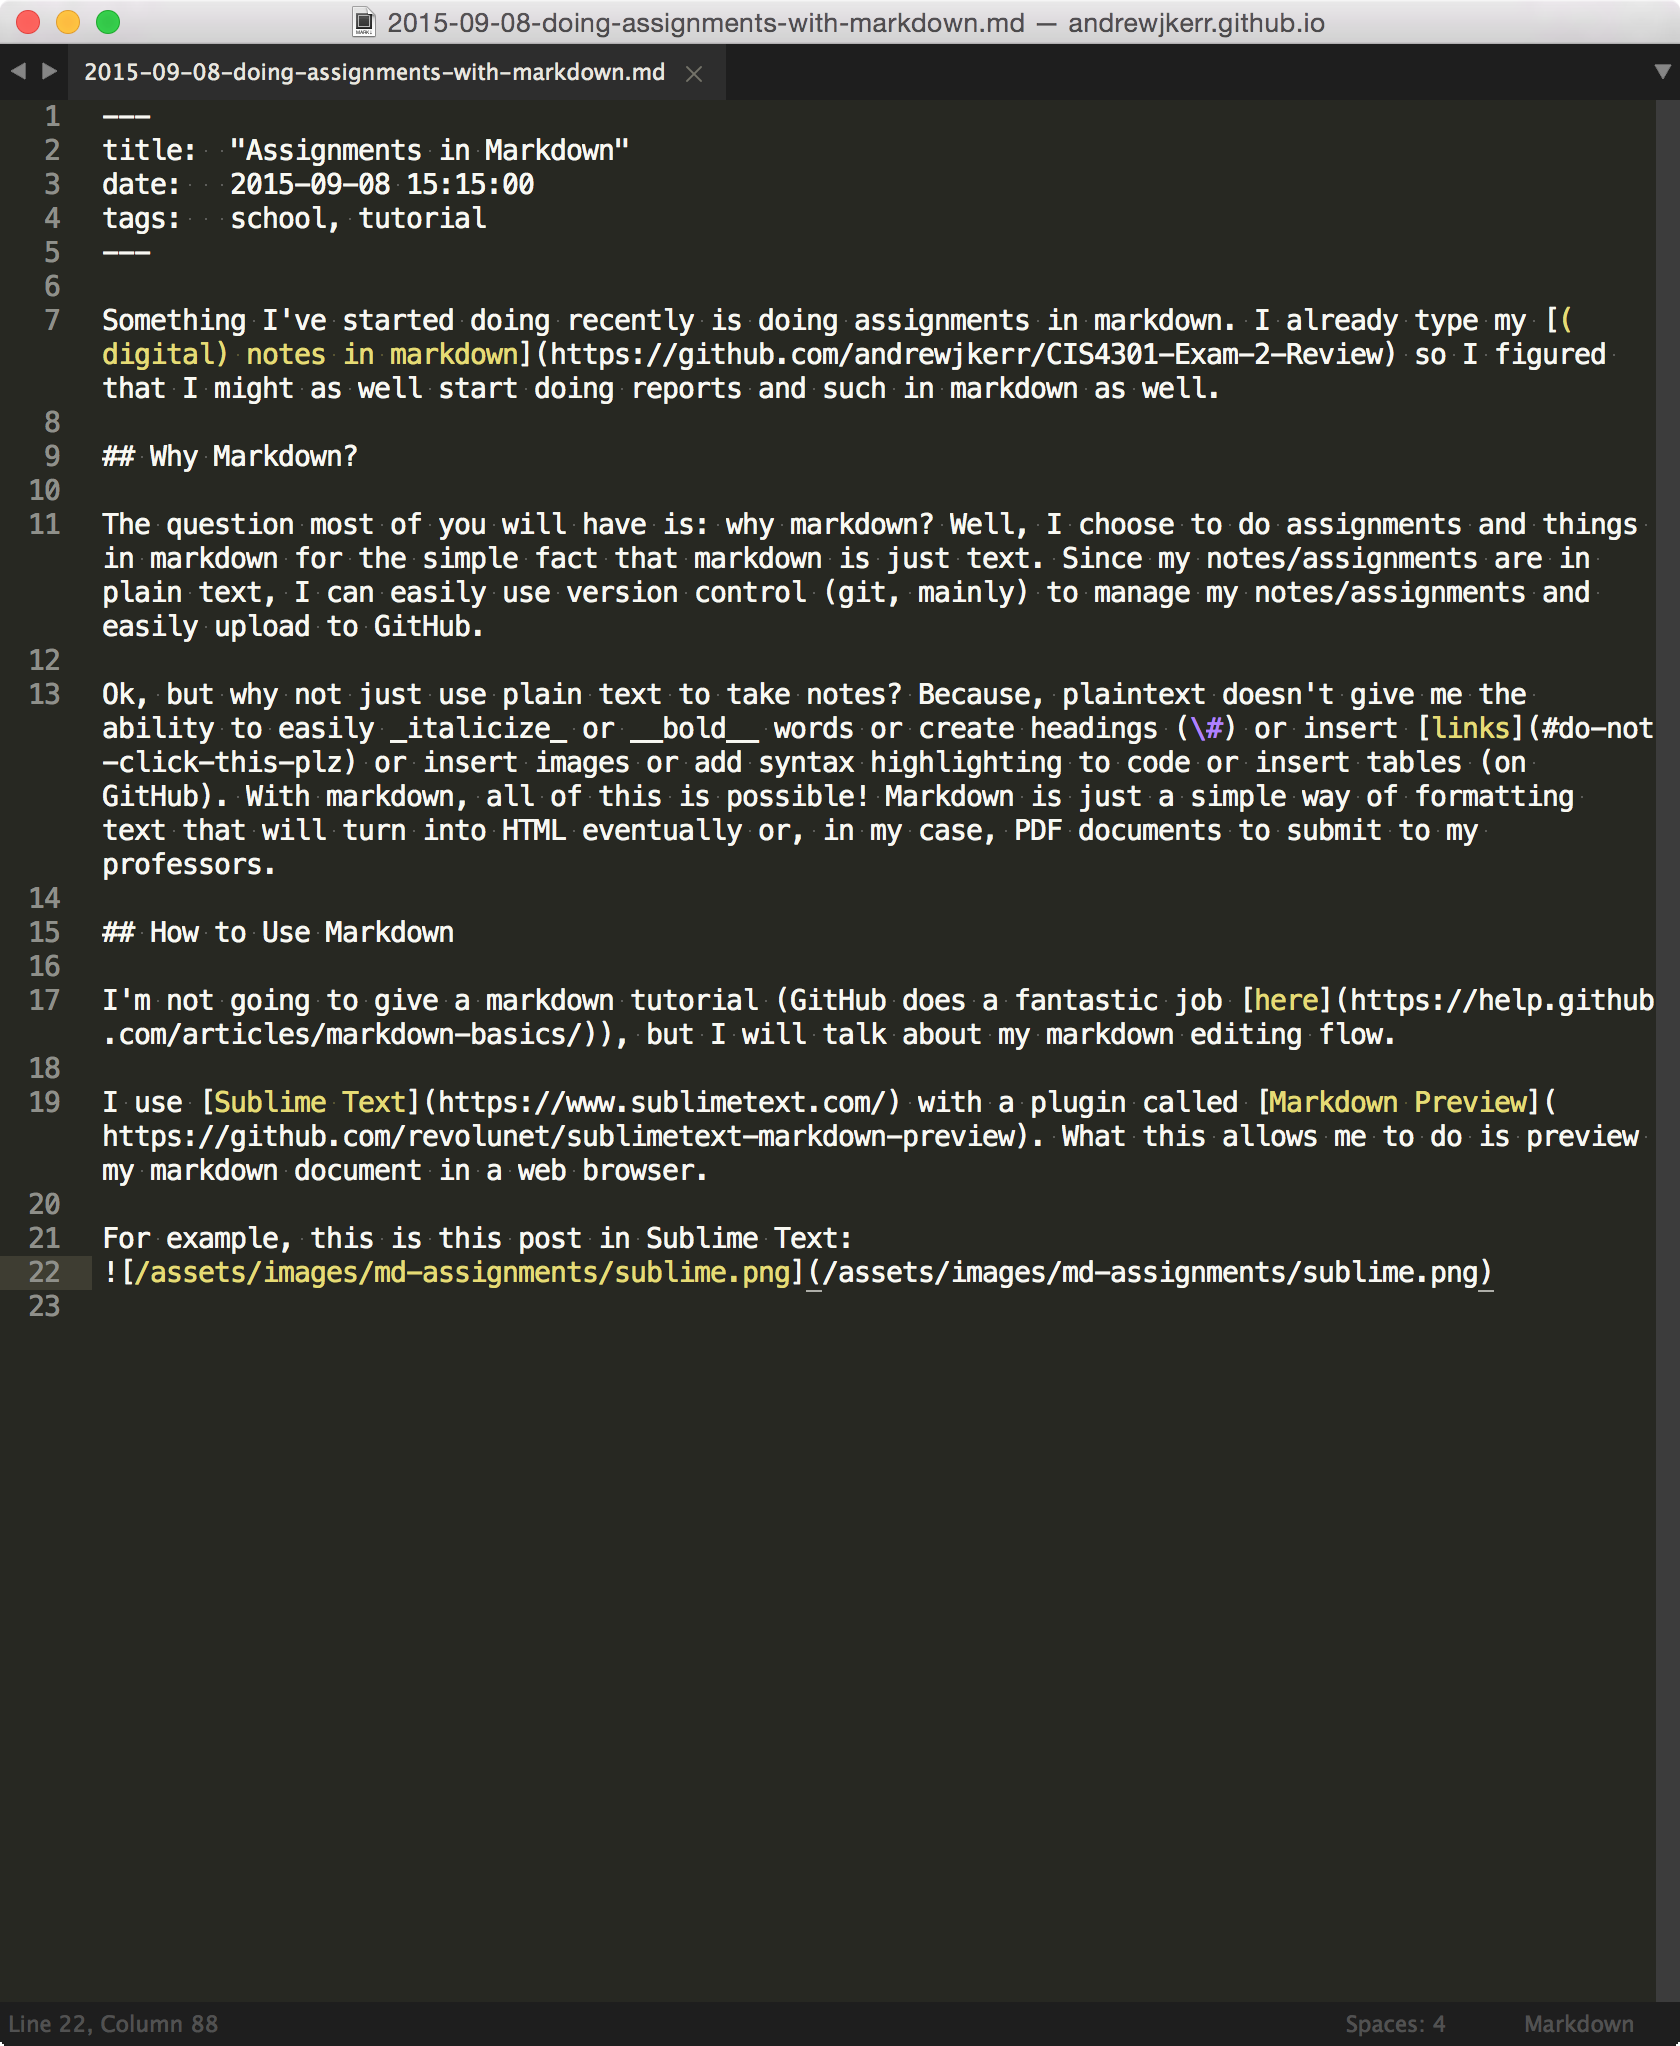 2015-09-08-doing-assignments-with-markdown.md — andrewjkerr.github.io
2015-09-08-doing-assignments-with-markdown.md
1 ---
2 title:  "Assignments in Markdown"
3 date:   2015-09-08 15:15:00
4 tags:   school, tutorial
5 ---
6
7 Something I've started doing recently is doing assignments in markdown. I already type my [(
digital) notes in markdown](https://github.com/andrewjkerr/CIS4301-Exam-2-Review) so I figured
that I might as well start doing reports and such in markdown as well.
8
9 ## Why Markdown?
10
11 The question most of you will have is: why markdown? Well, I choose to do assignments and things
in markdown for the simple fact that markdown is just text. Since my notes/assignments are in
plain text, I can easily use version control (git, mainly) to manage my notes/assignments and
easily upload to GitHub.
12
13 Ok, but why not just use plain text to take notes? Because, plaintext doesn't give me the
ability to easily _italicize_ or __bold__ words or create headings (\#) or insert [links](#do-not
-click-this-plz) or insert images or add syntax highlighting to code or insert tables (on
GitHub). With markdown, all of this is possible! Markdown is just a simple way of formatting
text that will turn into HTML eventually or, in my case, PDF documents to submit to my
professors.
14
15 ## How to Use Markdown
16
17 I'm not going to give a markdown tutorial (GitHub does a fantastic job [here](https://help.github
.com/articles/markdown-basics/)), but I will talk about my markdown editing flow.
18
19 I use [Sublime Text](https://www.sublimetext.com/) with a plugin called [Markdown Preview](
https://github.com/revolunet/sublimetext-markdown-preview). What this allows me to do is preview
my markdown document in a web browser.
20
21 For example, this is this post in Sublime Text:
22 ![/assets/images/md-assignments/sublime.png](/assets/images/md-assignments/sublime.png)
23
Line 22, Column 88 Spaces: 4 Markdown